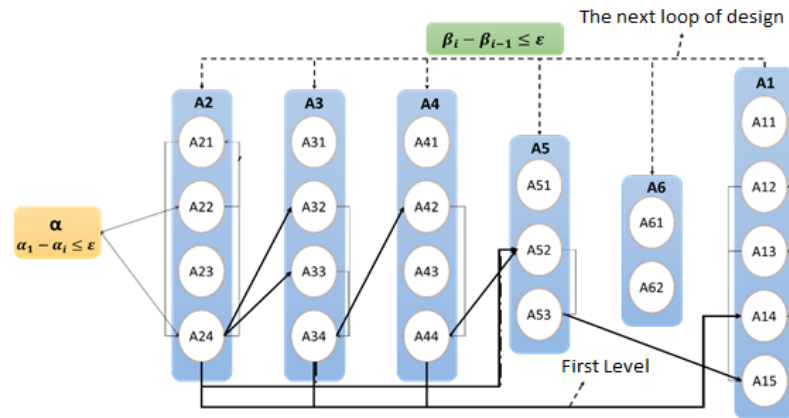 The next loop of design
βᵢ − βᵢ₋₁ ≤ ε
A2
A3
A4
A5
A6
A1
A21
A22
A23
A24
A31
A32
A33
A34
A41
A42
A43
A44
A51
A52
A53
A61
A62
A11
A12
A13
A14
A15
α
α₁ − αᵢ ≤ ε
First Level